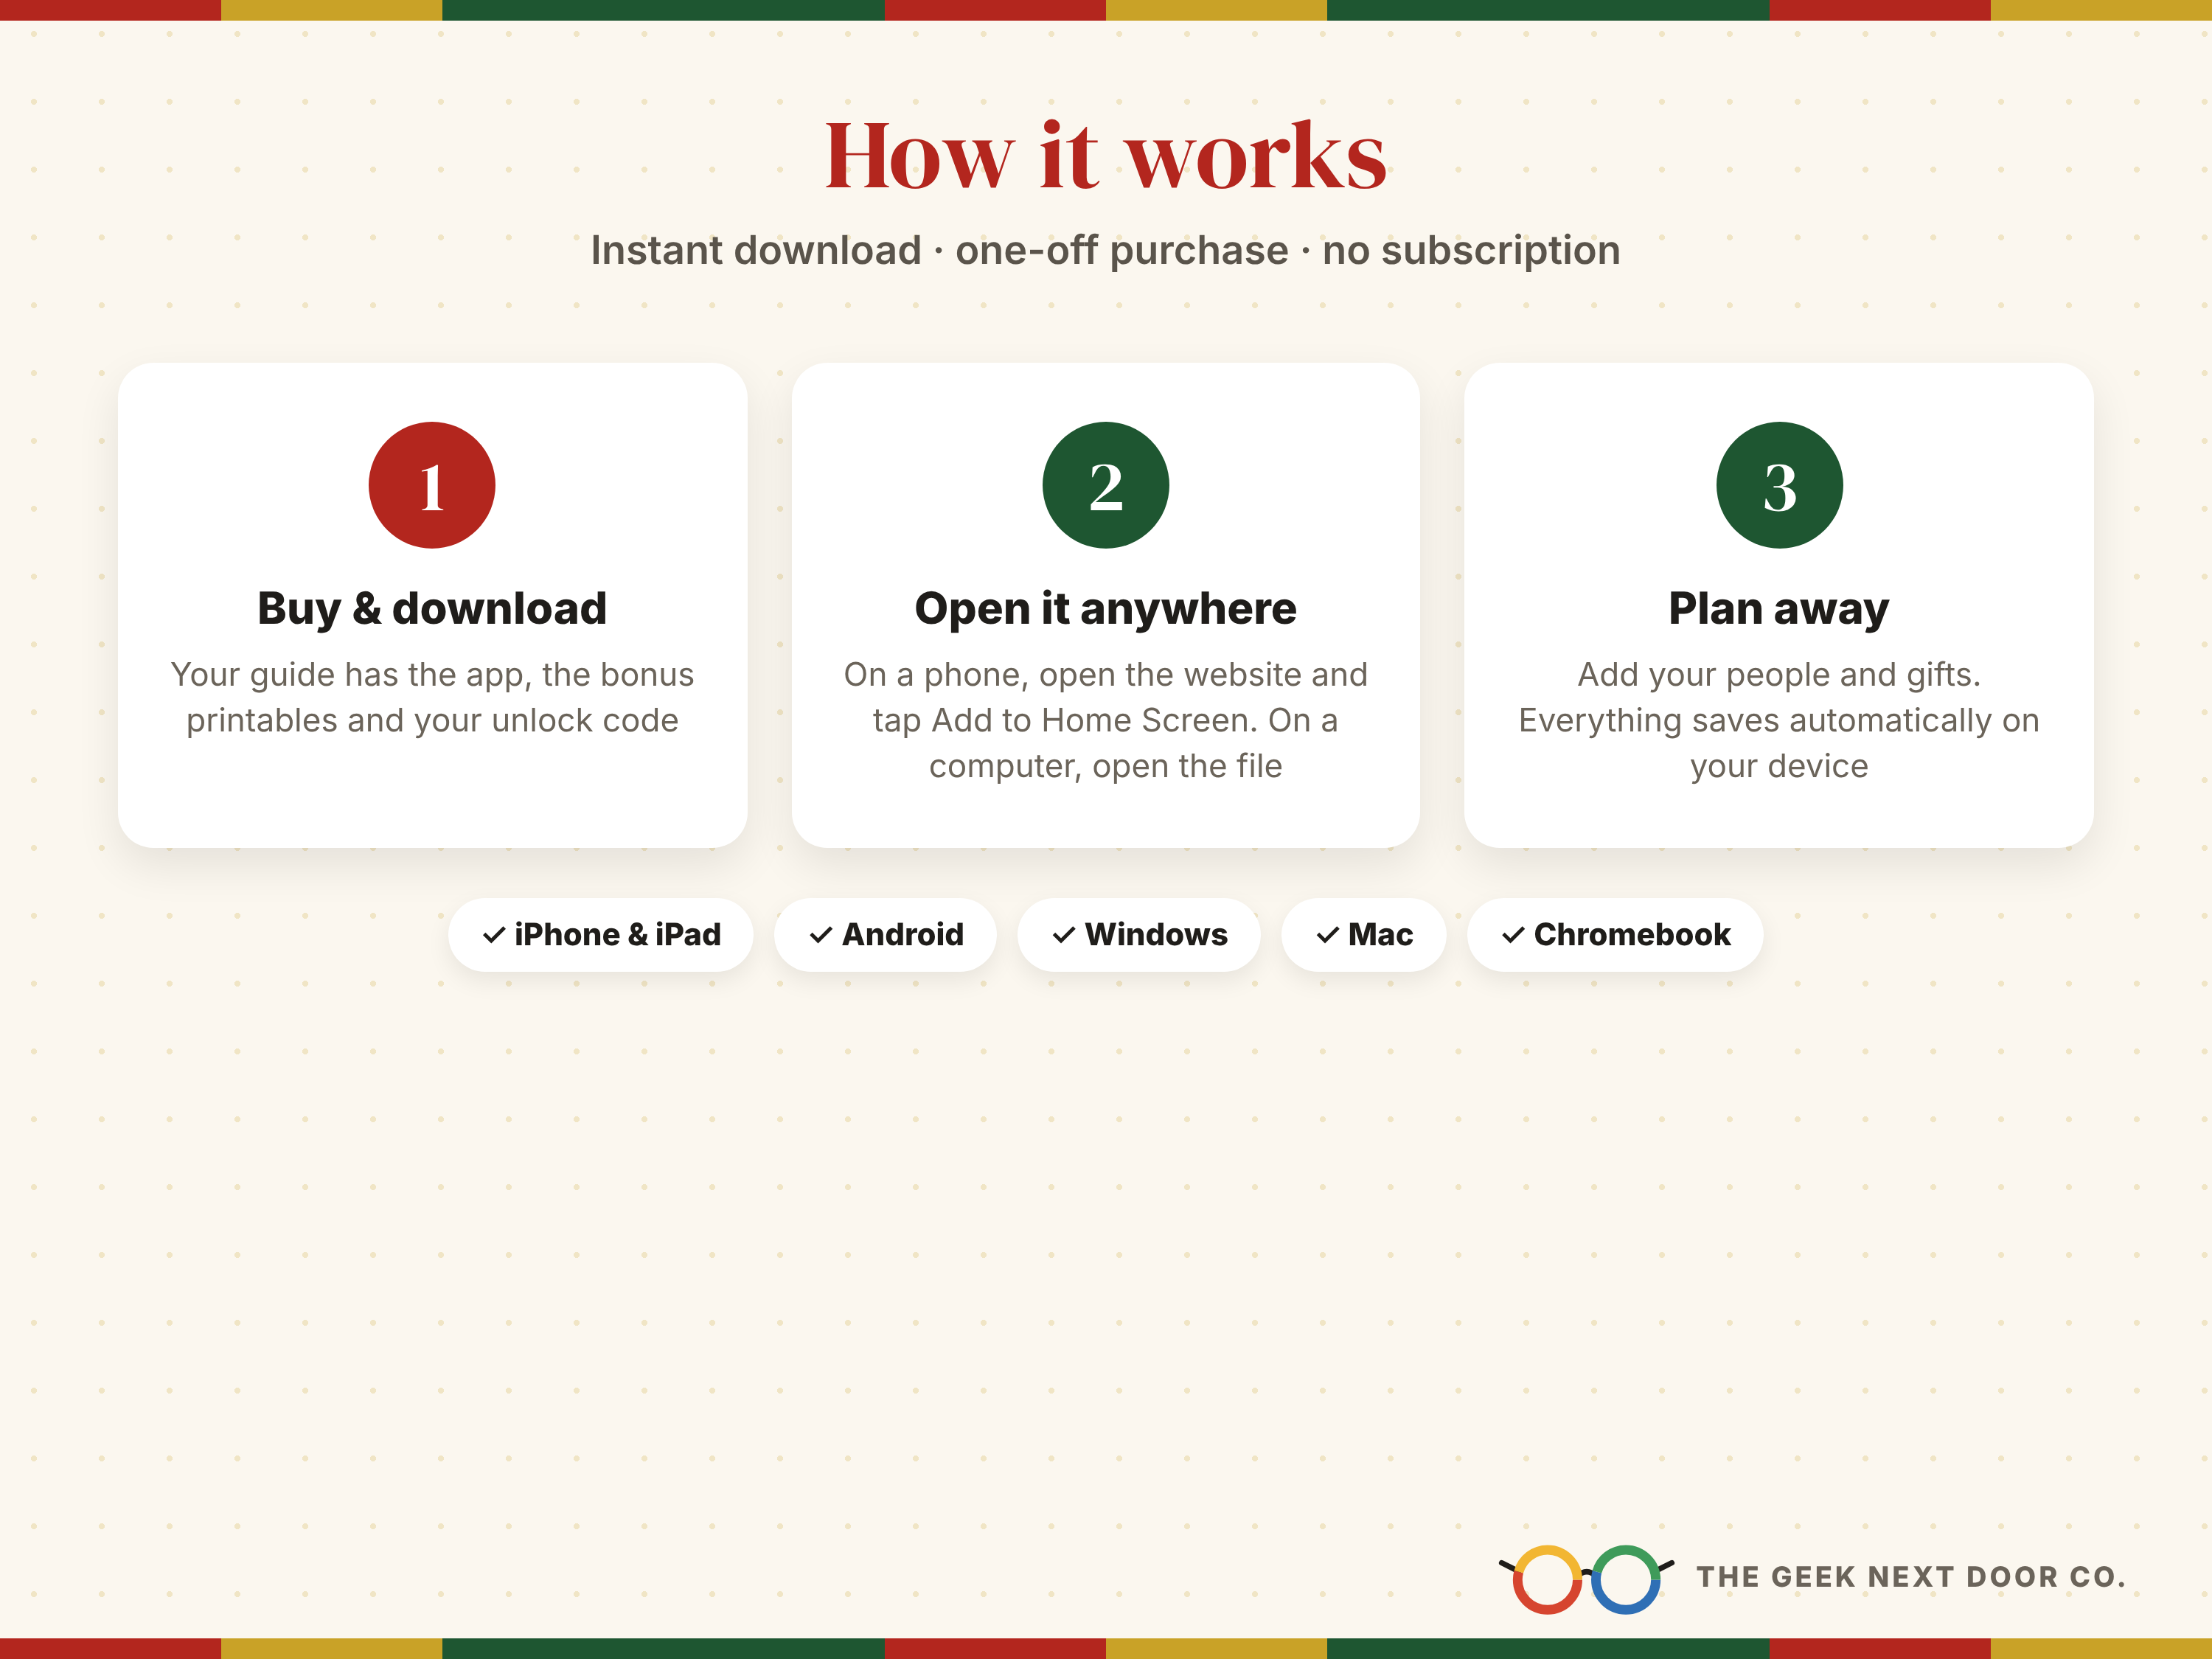 How it works
Instant download · one-off purchase · no subscription
1
Buy & download
Your guide has the app, the bonus
printables and your unlock code
2
Open it anywhere
On a phone, open the website and
tap Add to Home Screen. On a
computer, open the file
3
Plan away
Add your people and gifts.
Everything saves automatically on
your device
✓ iPhone & iPad
✓ Android
✓ Windows
✓ Mac
✓ Chromebook
THE GEEK NEXT DOOR CO.